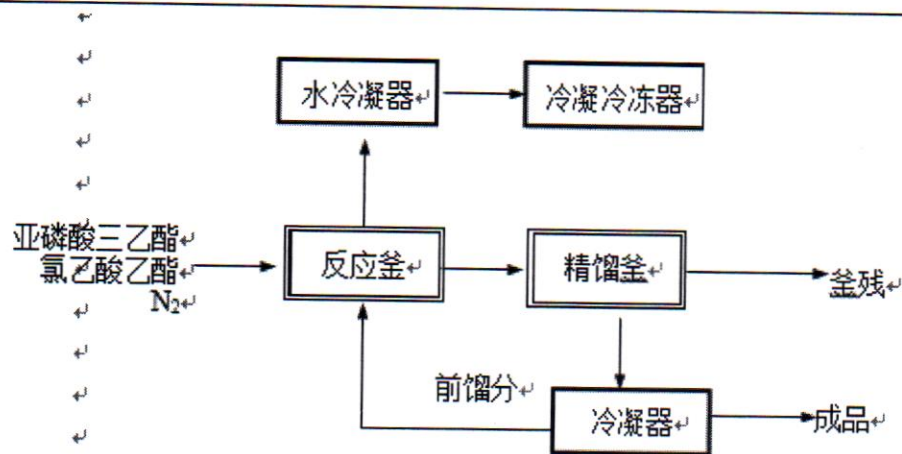 水冷凝器
冷凝冷冻器
亚磷酸三乙酯
氯乙酸乙酯
N₂
反应釜
精馏釜
釜残
前馏分
冷凝器
成品